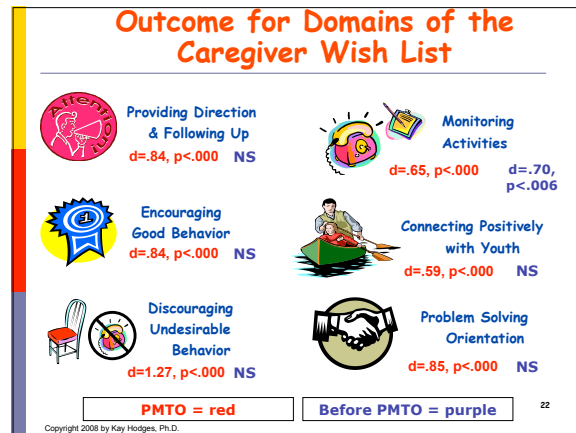 Outcome for Domains of the
Caregiver Wish List
Attention!
Providing Direction
& Following Up
d=.84, p<.000 NS
Encouraging
Good Behavior
d=.84, p<.000 NS
1
Discouraging
Undesirable
Behavior
d=1.27, p<.000 NS
Monitoring
Activities
d=.65, p<.000
d=.70,
p<.006
Connecting Positively
with Youth
d=.59, p<.000 NS
Problem Solving
Orientation
d=.85, p<.000 NS
PMTO = red
Before PMTO = purple
22
Copyright 2008 by Kay Hodges, Ph.D.